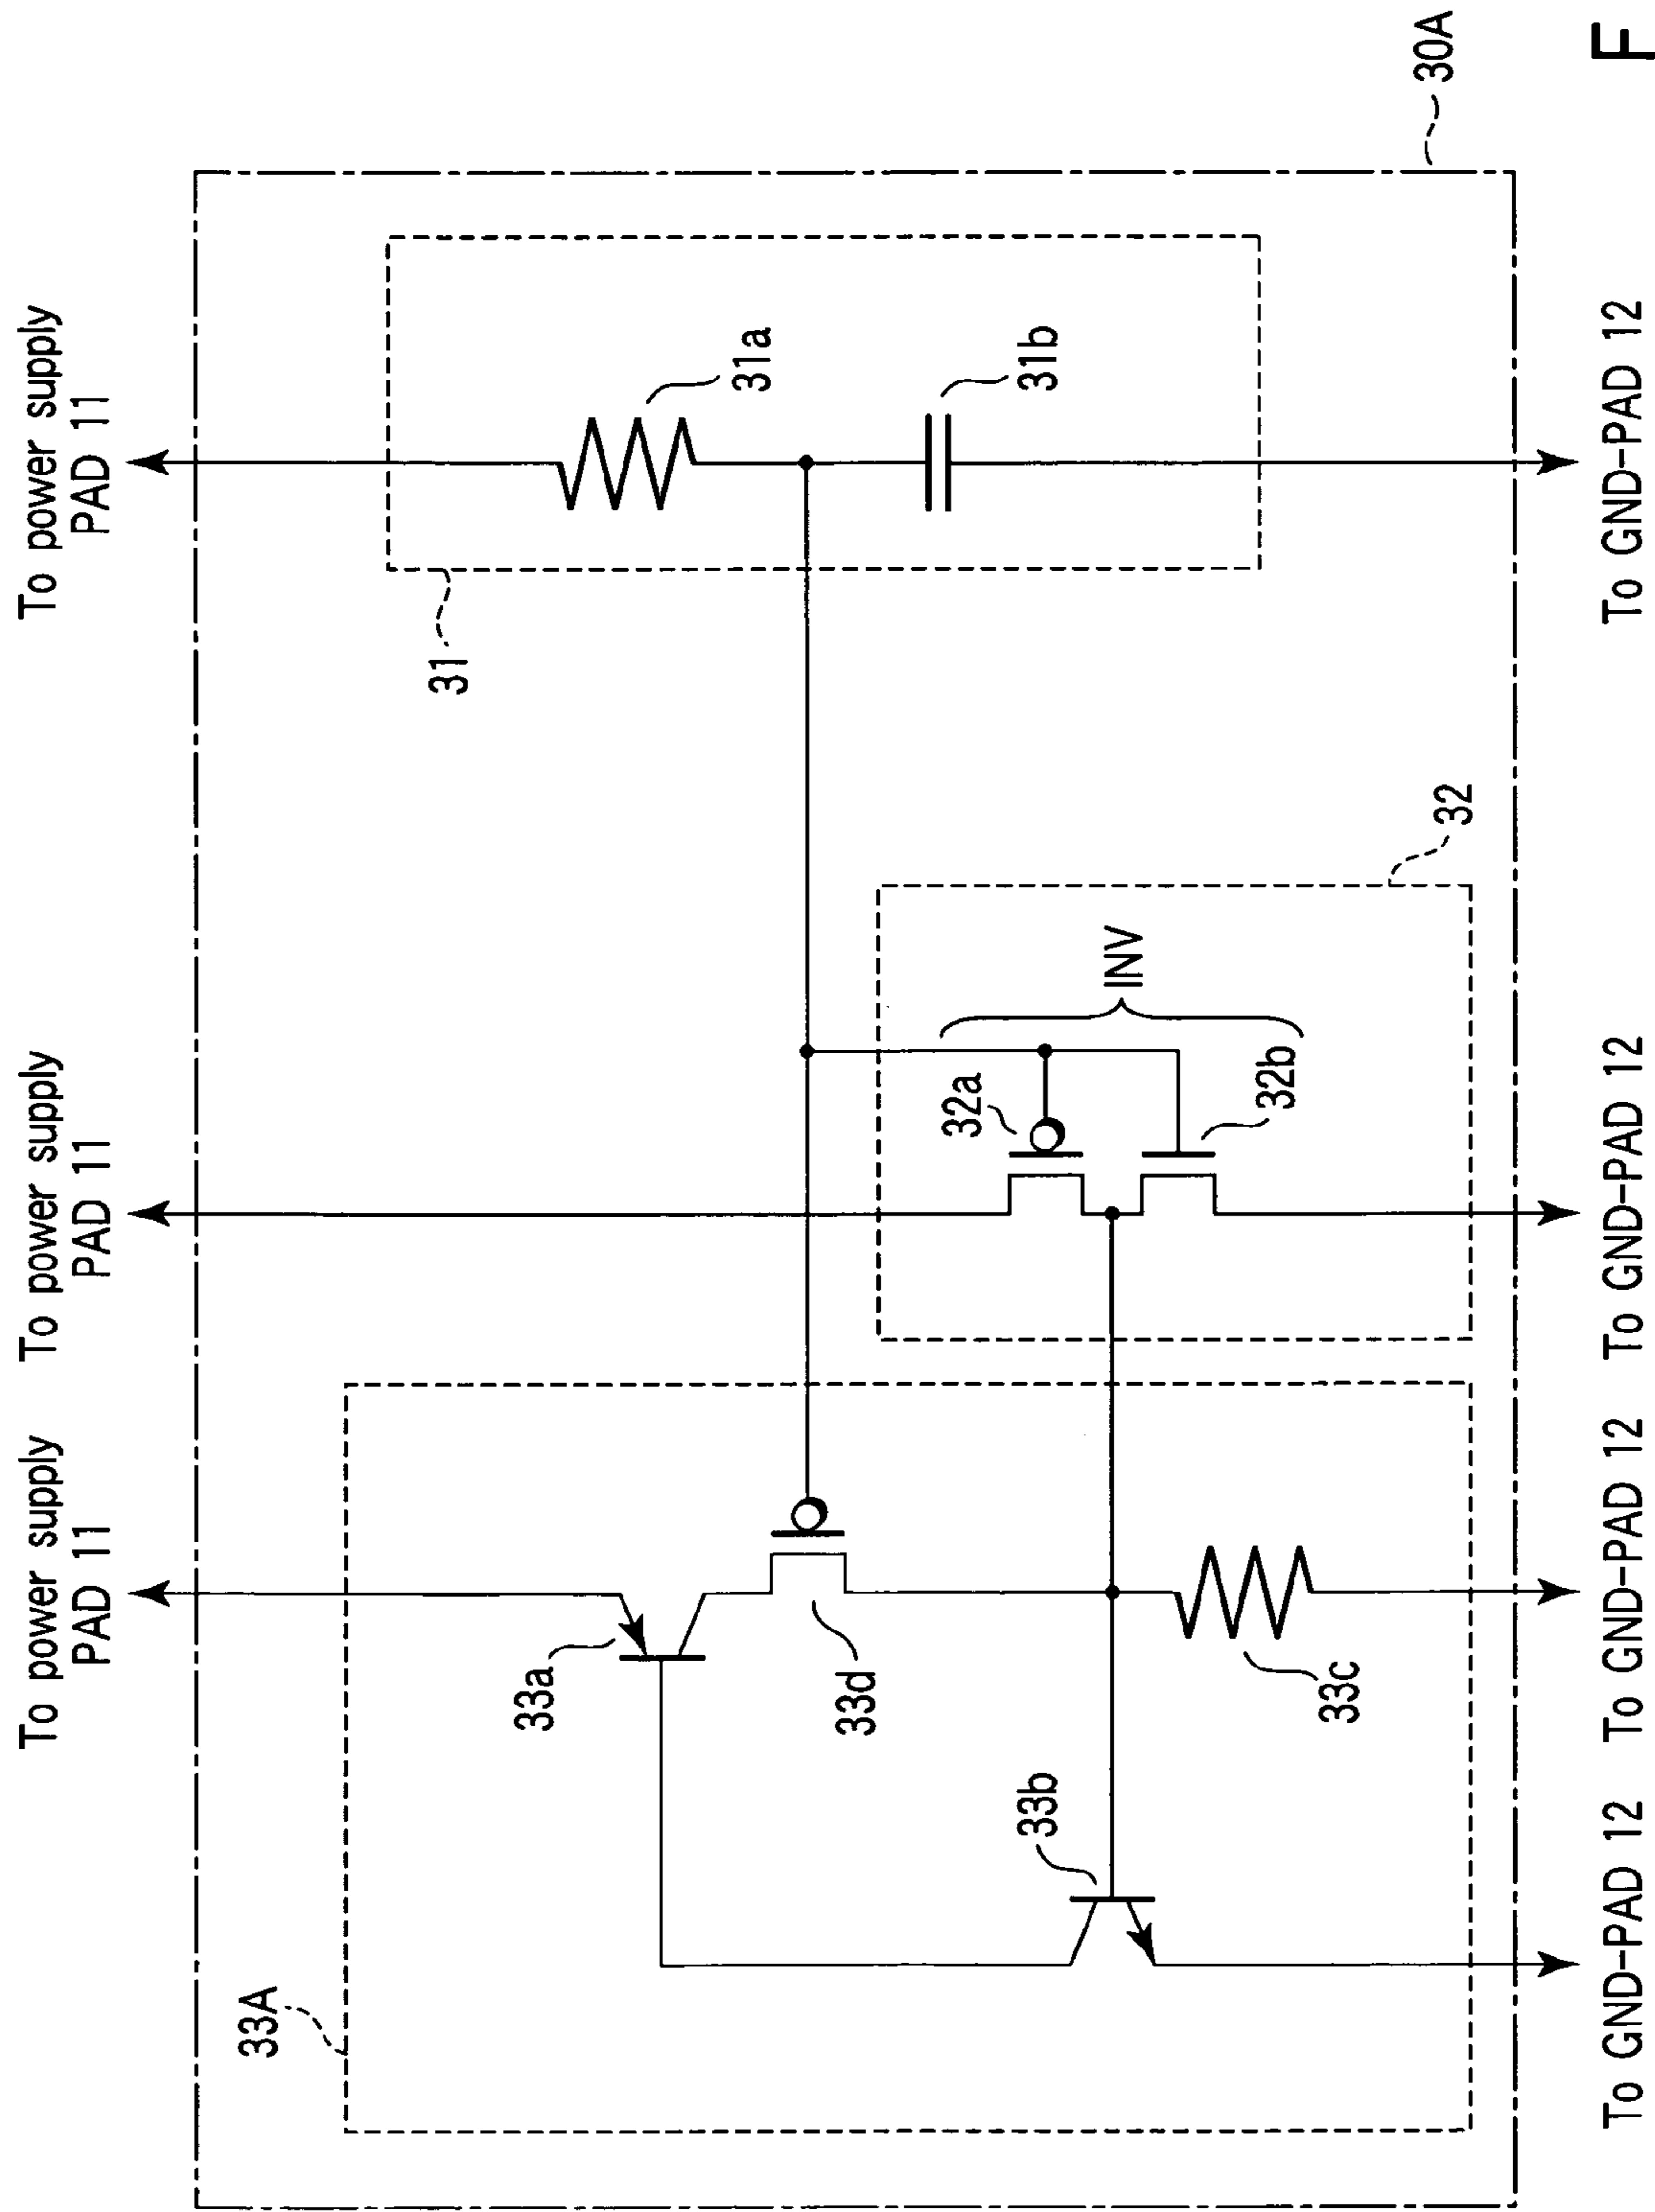 To power supply
PAD 11
To power supply
PAD 11
To power supply
PAD 11
33A
33a
33d
33b
33c
32a
32b
INV
32
31
31a
31b
30A
To GND-PAD 12
To GND-PAD 12
To GND-PAD 12
To GND-PAD 12
F